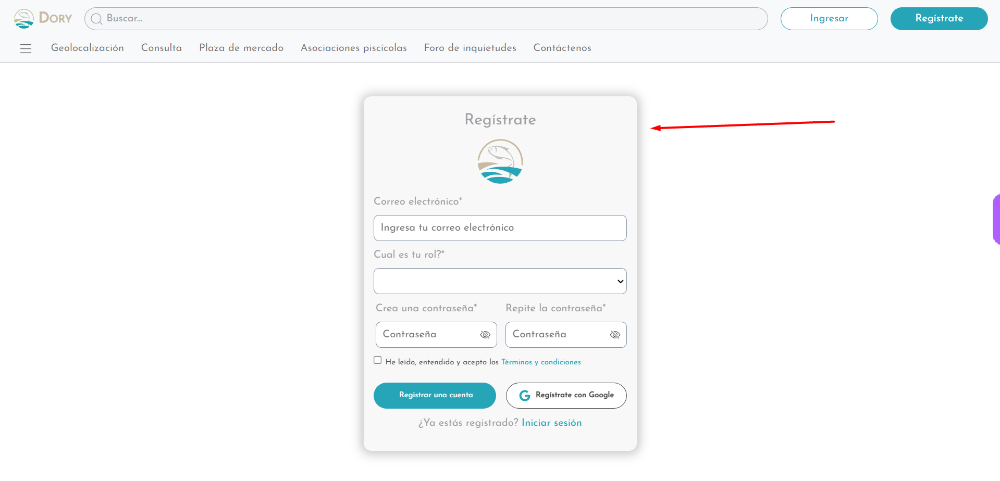 Dory
Buscar...
Ingresar
Regístrate
Geolocalización Consulta Plaza de mercado Asociaciones piscícolas Foro de inquietudes Contáctenos
Regístrate
Correo electrónico*
Ingresa tu correo electrónico
Cual es tu rol?*
Crea una contraseña* Repite la contraseña*
Contraseña Contraseña
He leído, entendido y acepto los Términos y condiciones
Registrar una cuenta G Regístrate con Google
¿Ya estás registrado? Iniciar sesión